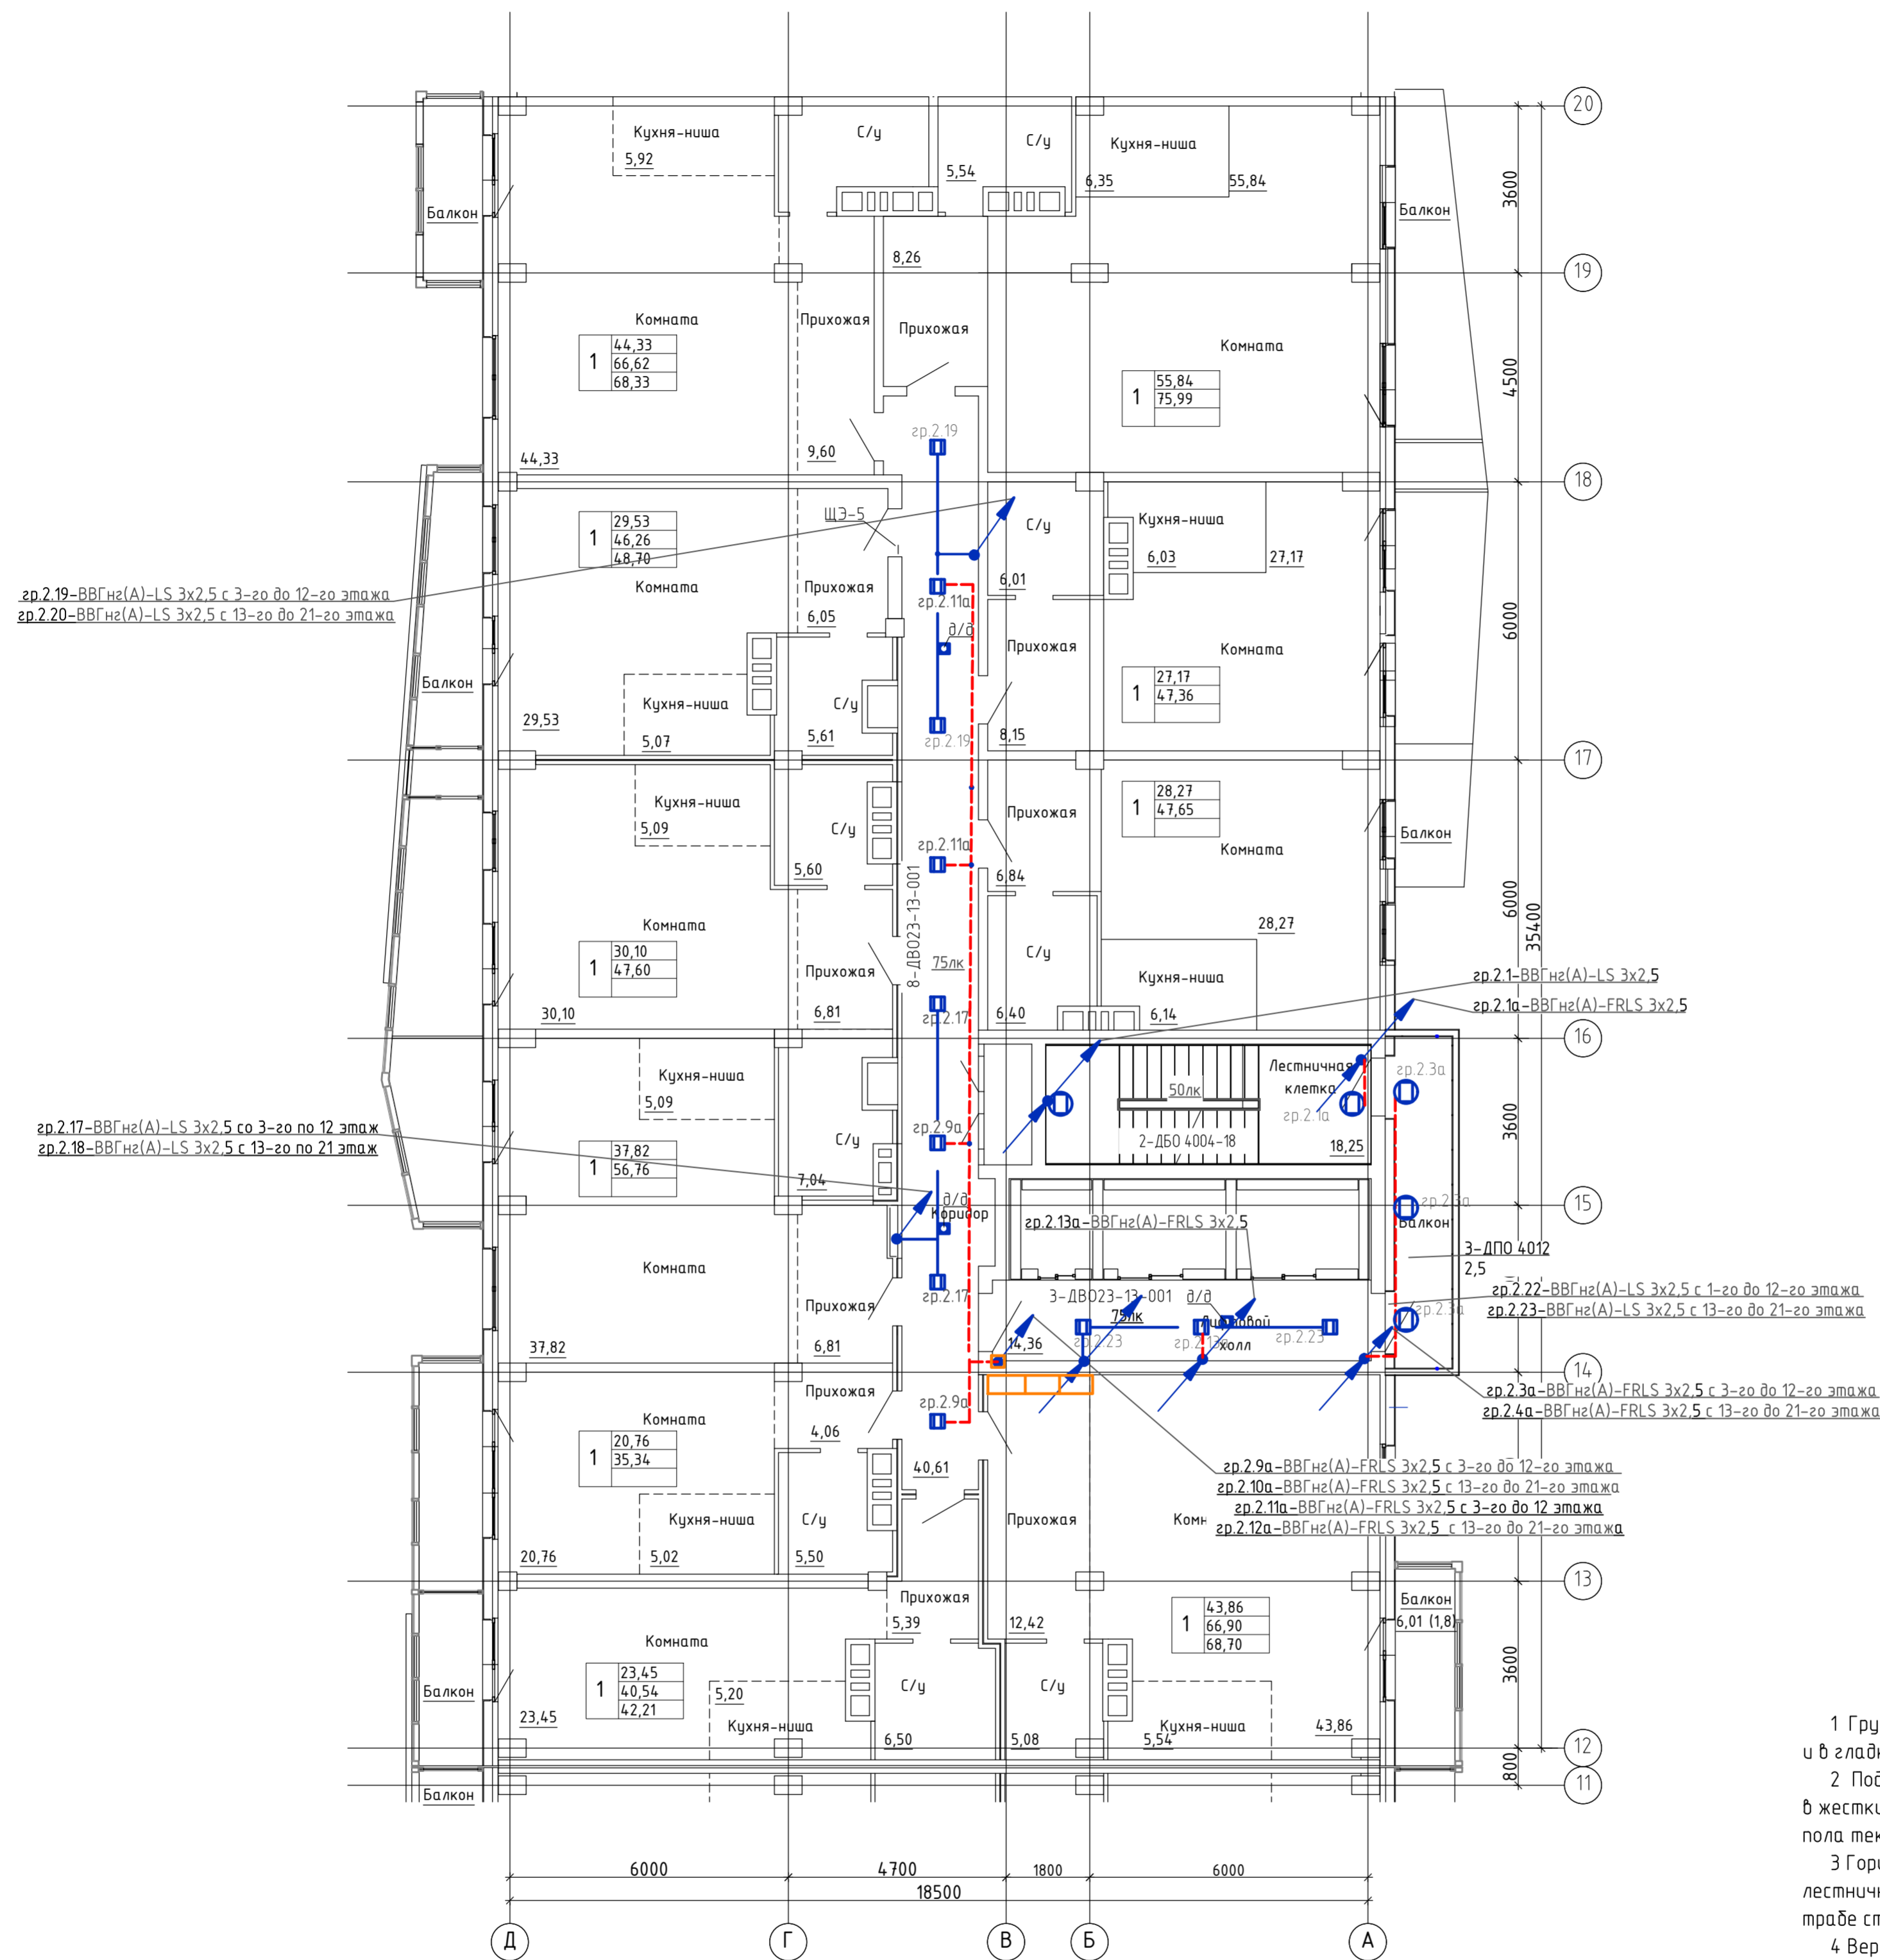 20
Кухня-ниша
5,92
С/у
5,54
С/у
Кухня-ниша
6,35
55,84
3600
Балкон
Балкон
8,26
19
Комната
Прихожая
Прихожая
Комната
1
44,33
66,62
68,33
1
55,84
75,99
4500
гр.2.19
44,33
9,60
18
1
29,53
46,26
48,70
ЩЭ-5
С/у
Кухня-ниша
6,03
27,17
Комната
Прихожая
6,01
гр.2.19-ВВГнг(А)-LS 3х2,5 с 3-го до 12-го этажа
гр.2.20-ВВГнг(А)-LS 3х2,5 с 13-го до 21-го этажа
гр.2.11а
6,05
д/д
6000
Прихожая
Комната
Балкон
1
27,17
47,36
Кухня-ниша
С/у
29,53
5,07
5,61
гр.2.19
8,15
17
Кухня-ниша
5,09
С/у
Прихожая
1
28,27
47,65
Балкон
гр.2.11а
Комната
5,60
6,84
8-ДВО23-13-001
6000
35400
Комната
28,27
1
30,10
47,60
Прихожая
75лк
С/у
Кухня-ниша
гр.2.1-ВВГнг(А)-LS 3х2,5
гр.2.1а-ВВГнг(А)-FRLS 3х2,5
30,10
6,81
гр.2.17
6,40
6,14
16
Кухня-ниша
5,09
Лестничная
клетка
50лк
гр.2.1а
гр.2.3а
гр.2.17-ВВГнг(А)-LS 3х2,5 со 3-го по 12 этаж
гр.2.18-ВВГнг(А)-LS 3х2,5 с 13-го по 21 этаж
С/у
гр.2.9а
2-ДБО 4004-18
18,25
3600
1
37,82
56,76
7,04
д/д
Коридор
15
гр.2.3а
Балкон
гр.2.13а-ВВГнг(А)-FRLS 3х2,5
3-ДПО 4012
2,5
Комната
Прихожая
гр.2.17
3-ДВО23-13-001
75лк
д/д
гр.2.22-ВВГнг(А)-LS 3х2,5 с 1-го до 12-го этажа
гр.2.23-ВВГнг(А)-LS 3х2,5 с 13-го до 21-го этажа
гр.2.3а
Лифтовой
холл
гр.2.23
гр.2.13а
гр.2.23
37,82
6,81
14,36
14
Прихожая
гр.2.9а
гр.2.3а-ВВГнг(А)-FRLS 3х2,5 с 3-го до 12-го этажа
гр.2.4а-ВВГнг(А)-FRLS 3х2,5 с 13-го до 21-го этажа
Комната
4,06
1
20,76
35,34
40,61
гр.2.9а-ВВГнг(А)-FRLS 3х2,5 с 3-го до 12-го этажа
гр.2.10а-ВВГнг(А)-FRLS 3х2,5 с 13-го до 21-го этажа
гр.2.11а-ВВГнг(А)-FRLS 3х2,5 с 3-го до 12 этажа
гр.2.12а-ВВГнг(А)-FRLS 3х2,5 с 13-го до 21-го этажа
Кухня-ниша
С/у
Прихожая
Комн
20,76
5,02
5,50
13
Прихожая
5,39
12,42
1
43,86
66,90
68,70
Балкон
6,01 (1,8)
Комната
1
23,45
40,54
42,21
3600
Балкон
5,20
С/у
С/у
23,45
Кухня-ниша
6,50
5,08
Кухня-ниша
5,54
43,86
12
800
11
Балкон
1 Гру
и в гладк
2 Под
в жестки
пола тек
3 Гори
лестничн
трабе ст
4 Вер
6000
4700
1800
6000
18500
Д
Г
В
Б
А